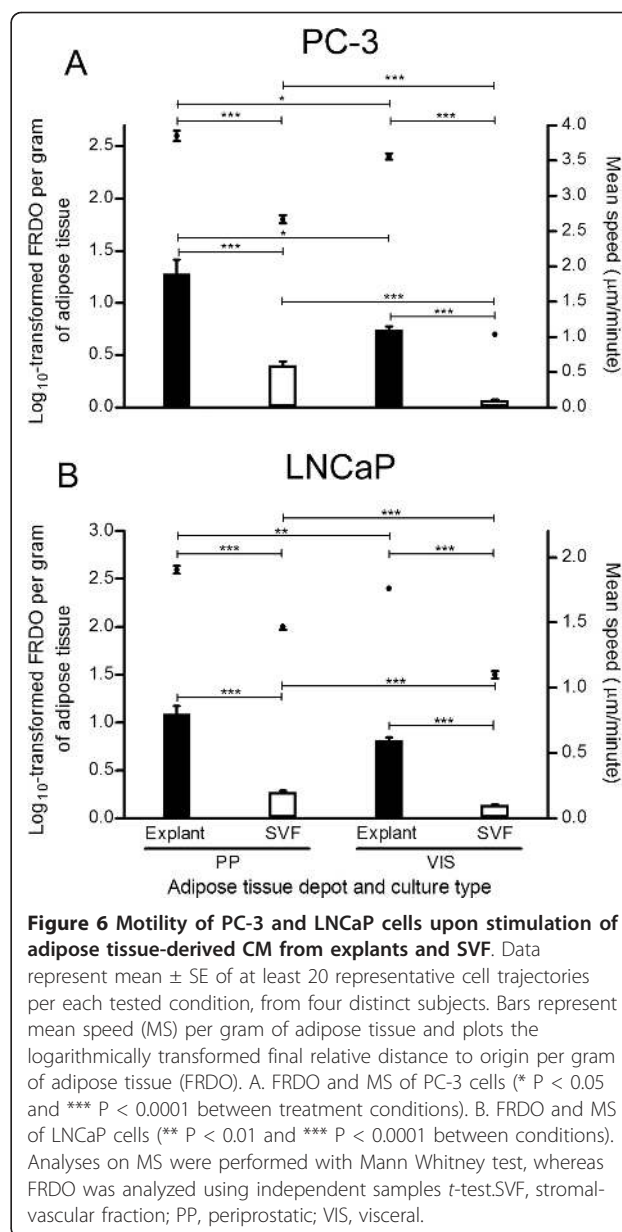 PC-3
A
***
*
*** ***
Log10-transformed FRDO per gram
of adipose tissue
2.5
2.0
1.5
1.0
0.5
0.0
*
***
***
***
4.0
3.5
3.0
2.5
2.0
1.5
1.0
0.5
0.0
Mean speed (µm/minute)
B
LNCaP
***
**
*** ***
Log10-transformed FRDO per gram
of adipose tissue
3.0
2.5
2.0
1.5
1.0
0.5
0.0
***
***
***
2.0
1.5
1.0
0.5
0.0
Mean speed (µm/minute)
Explant SVF Explant SVF
PP VIS
Adipose tissue depot and culture type
Figure 6 Motility of PC-3 and LNCaP cells upon stimulation of
adipose tissue-derived CM from explants and SVF. Data
represent mean ± SE of at least 20 representative cell trajectories
per each tested condition, from four distinct subjects. Bars represent
mean speed (MS) per gram of adipose tissue and plots the
logarithmically transformed final relative distance to origin per gram
of adipose tissue (FRDO). A. FRDO and MS of PC-3 cells (* P < 0.05
and *** P < 0.0001 between treatment conditions). B. FRDO and MS
of LNCaP cells (** P < 0.01 and *** P < 0.0001 between conditions).
Analyses on MS were performed with Mann Whitney test, whereas
FRDO was analyzed using independent samples t-test.SVF, stromal-
vascular fraction; PP, periprostatic; VIS, visceral.